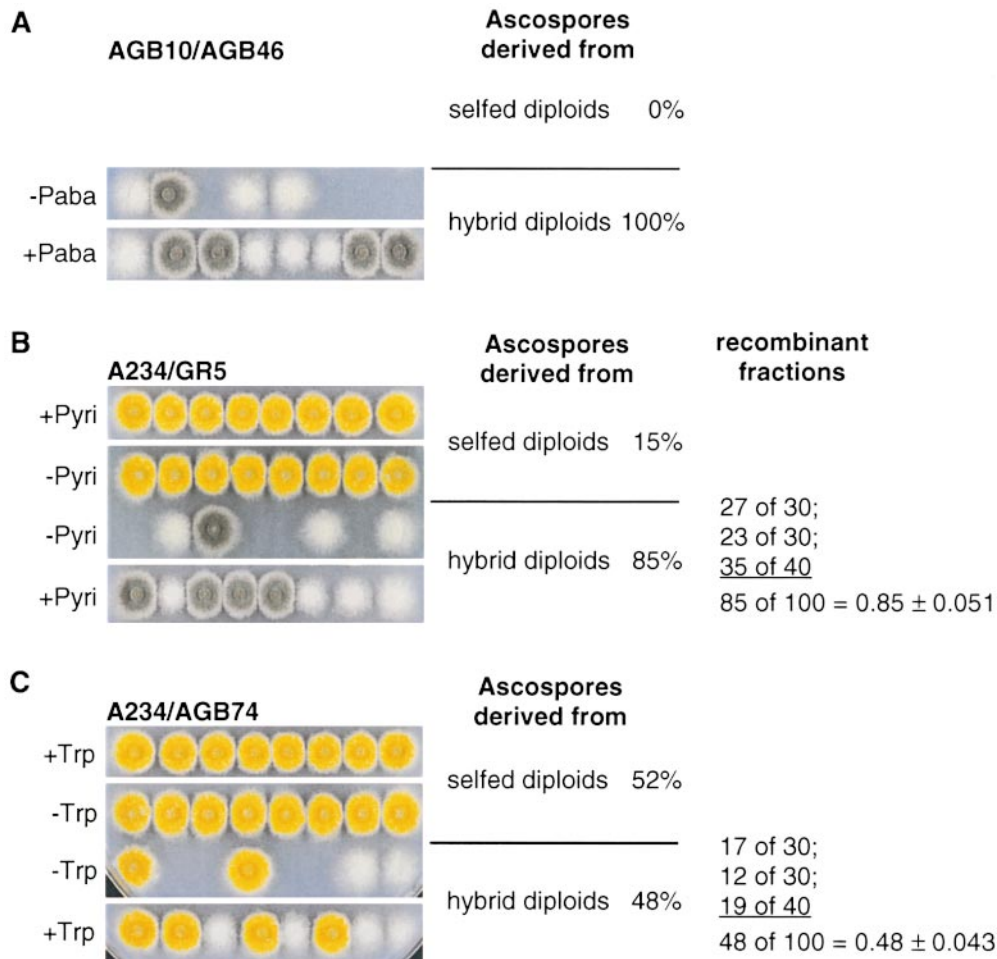 A
AGB10/AGB46
Ascospores
derived from
selfed diploids 0%
-Paba
hybrid diploids 100%
+Paba
B
A234/GR5
Ascospores
derived from
recombinant
fractions
+Pyri
selfed diploids 15%
-Pyri
27 of 30;
-Pyri
23 of 30;
hybrid diploids 85%
35 of 40
+Pyri
85 of 100 = 0.85 ± 0.051
C
A234/AGB74
Ascospores
derived from
+Trp
selfed diploids 52%
-Trp
17 of 30;
-Trp
12 of 30;
hybrid diploids 48%
19 of 40
+Trp
48 of 100 = 0.48 ± 0.043